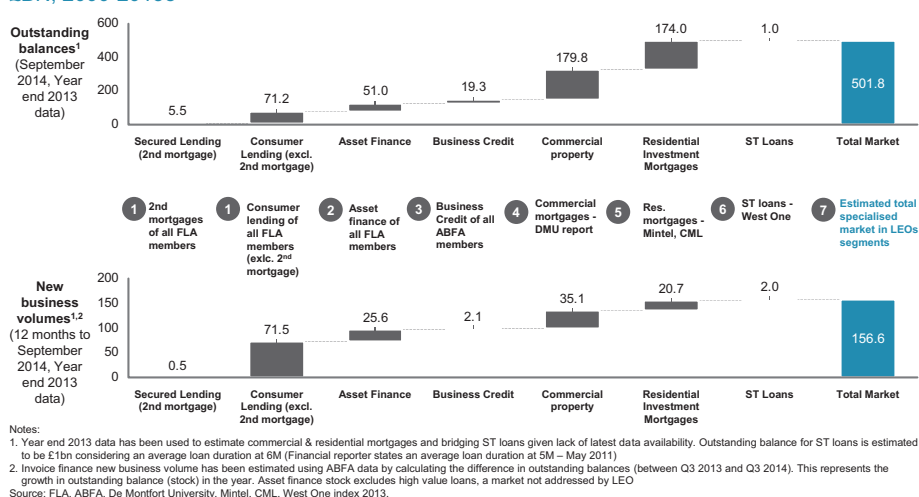 600
Outstanding
balances¹
(September
2014, Year
end 2013
data)
400
200
0
5.5
71.2
51.0
19.3
179.8
174.0
1.0
501.8
Secured Lending
(2nd mortgage)
Consumer
Lending (excl.
2nd mortgage)
Asset Finance
Business Credit
Commercial
property
Residential
Investment
Mortgages
ST Loans
Total Market
1 2nd
mortgages
of all FLA
members
1 Consumer
lending of
all FLA
members
(exlc. 2nd
mortgage)
2 Asset
finance of
all FLA
members
3 Business
Credit of all
ABFA
members
4 Commercial
mortgages -
DMU report
5 Res.
mortgages -
Mintel, CML
6 ST loans -
West One
7 Estimated total
specialised
market in LEOs
segments
200
New
business
volumes¹,²
(12 months to
September
2014, Year
end 2013
data)
150
100
50
0
0.5
71.5
25.6
2.1
35.1
20.7
2.0
156.6
Secured Lending
(2nd mortgage)
Consumer
Lending (excl.
2nd mortgage)
Asset Finance
Business Credit
Commercial
property
Residential
Investment
Mortgages
ST Loans
Total Market
Notes:
1. Year end 2013 data has been used to estimate commercial & residential mortgages and bridging ST loans given lack of latest data availability. Outstanding balance for ST loans is estimated
to be £1bn considering an average loan duration at 6M (Financial reporter states an average loan duration at 5M – May 2011)
2. Invoice finance new business volume has been estimated using ABFA data by calculating the difference in outstanding balances (between Q3 2013 and Q3 2014). This represents the
growth in outstanding balance (stock) in the year. Asset finance excludes high value loans, a market not addressed by LEO
Source: FLA, ABFA, De Montfort University, Mintel, CML, West One index 2013.